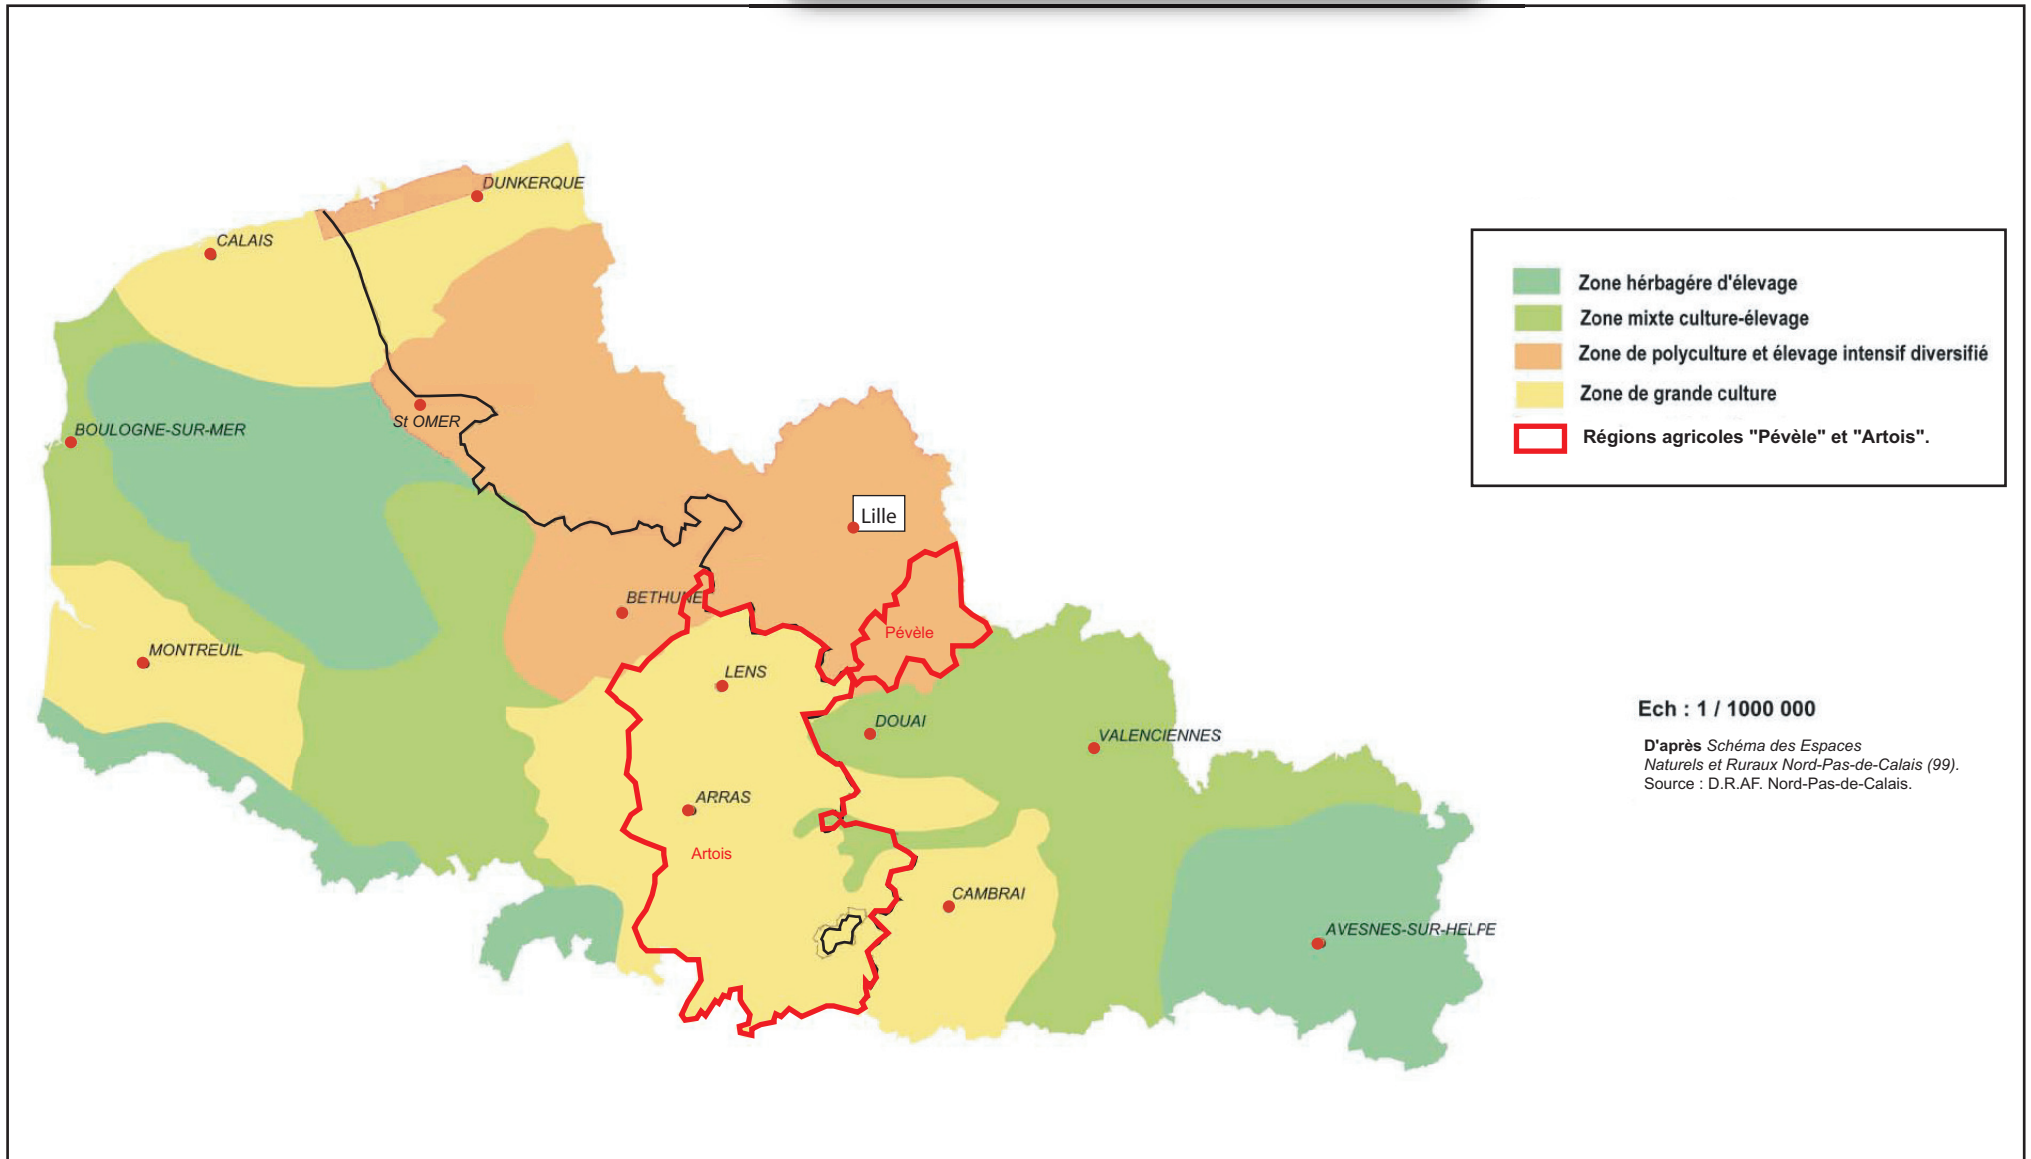 DUNKERQUE
CALAIS
St OMER
BOULOGNE-SUR-MER
Lille
BETHUNE
Pévèle
MONTREUIL
LENS
DOUAI
VALENCIENNES
ARRAS
Artois
CAMBRAI
AVESNES-SUR-HELPE
Zone hérbagére d'élevage
Zone mixte culture-élevage
Zone de polyculture et élevage intensif diversifié
Zone de grande culture
Régions agricoles "Pévèle" et "Artois".
Ech : 1 / 1000 000
D'après Schéma des Espaces
Naturels et Ruraux Nord-Pas-de-Calais (99).
Source : D.R.AF. Nord-Pas-de-Calais.